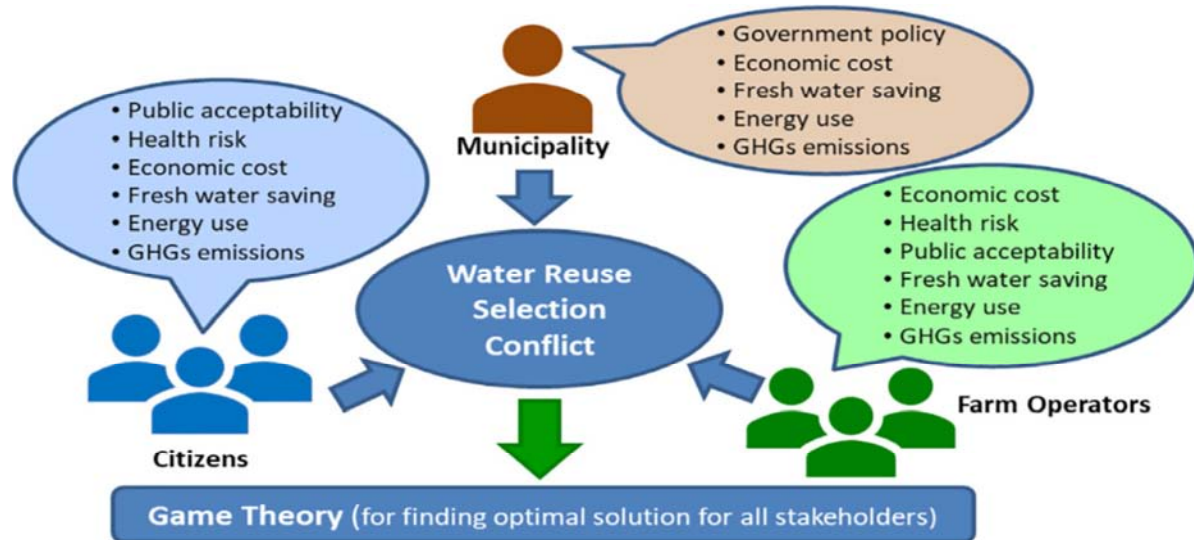 • Government policy
• Economic cost
• Fresh water saving
• Energy use
• GHGs emissions
Municipality
• Public acceptability
• Health risk
• Economic cost
• Fresh water saving
• Energy use
• GHGs emissions
Citizens
• Economic cost
• Health risk
• Public acceptability
• Fresh water saving
• Energy use
• GHGs emissions
Farm Operators
Water Reuse
Selection
Conflict
Game Theory (for finding optimal solution for all stakeholders)